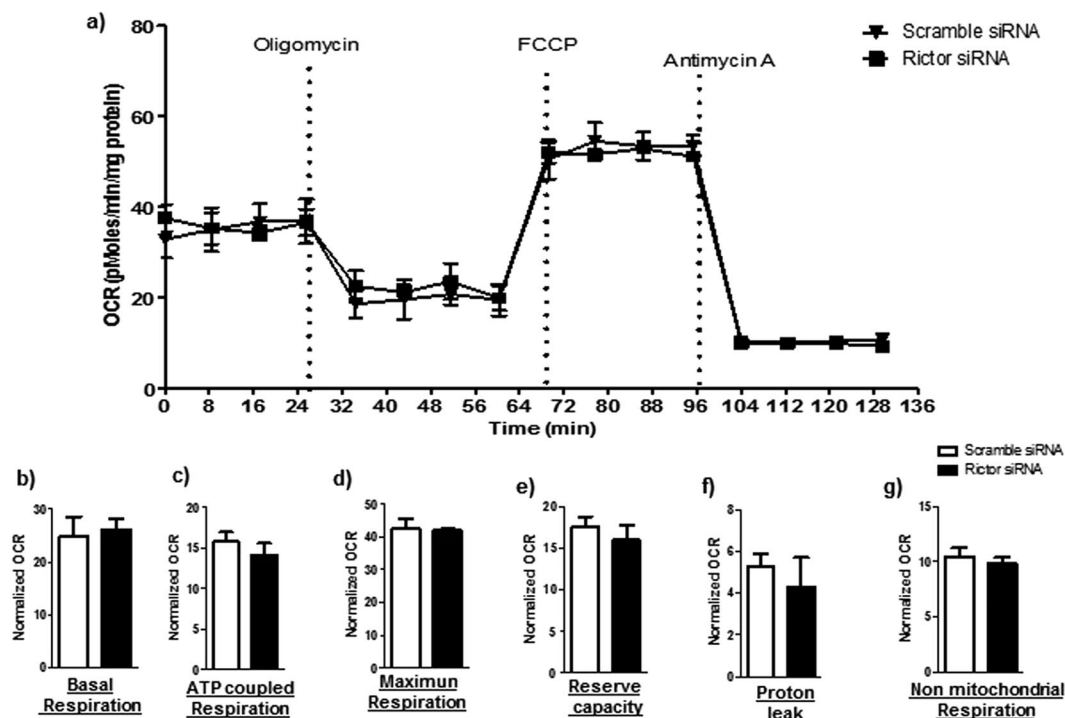 a)
Oligomycin
FCCP
Antimycin A
Scramble siRNA
Rictor siRNA
OCR (pMoles/min/mg protein)
80
60
40
20
0
0 8 16 24 32 40 48 56 64 72 80 88 96 104 112 120 128 136
Time (min)
Scramble siRNA
Rictor siRNA
b)
Normalized OCR
30
20
10
0
Basal
Respiration
c)
Normalized OCR
20
15
10
5
0
ATP coupled
Respiration
d)
Normalized OCR
50
40
30
20
10
0
Maximun
Respiration
e)
Normalized OCR
20
15
10
5
0
Reserve
capacity
f)
Normalized OCR
8
6
4
2
0
Proton
leak
g)
Normalized OCR
15
10
5
0
Non mitochondrial
Respiration